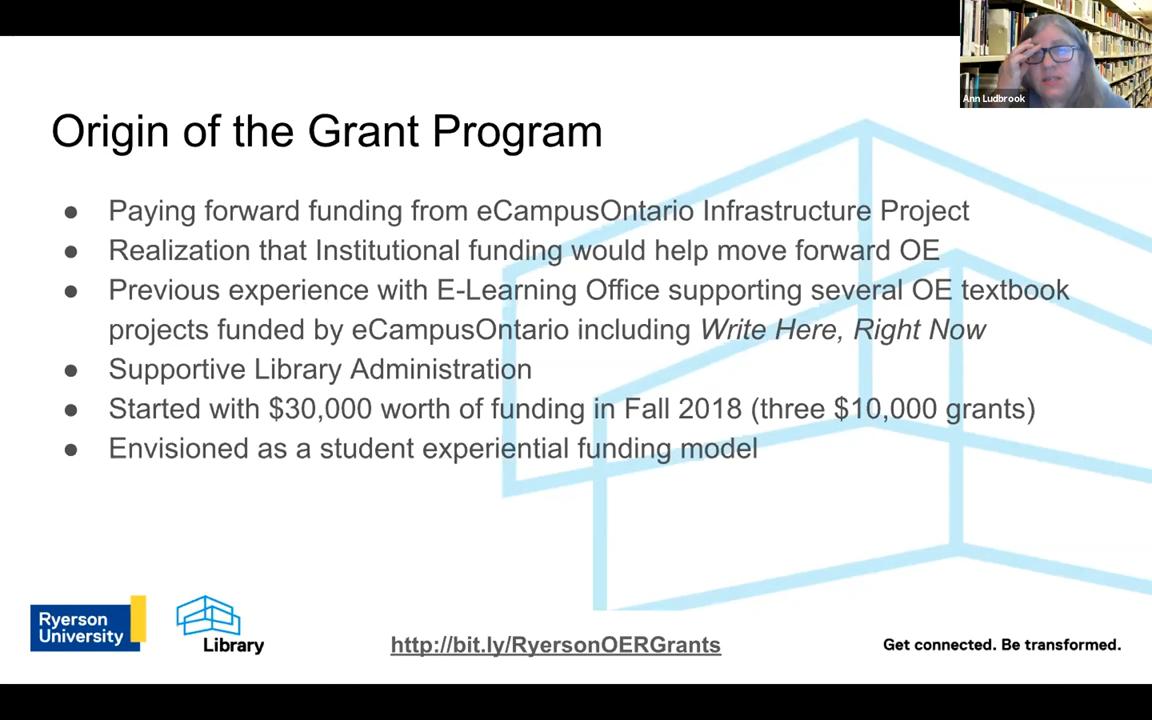 Ann Ludbrook
Origin of the Grant Program
● Paying forward funding from eCampusOntario Infrastructure Project
● Realization that Institutional funding would help move forward OE
● Previous experience with E-Learning Office supporting several OE textbook
projects funded by eCampusOntario including Write Here, Right Now
● Supportive Library Administration
● Started with $30,000 worth of funding in Fall 2018 (three $10,000 grants)
● Envisioned as a student experiential funding model
Ryerson
University
Library
http://bit.ly/RyersonOERGrants
Get connected. Be transformed.